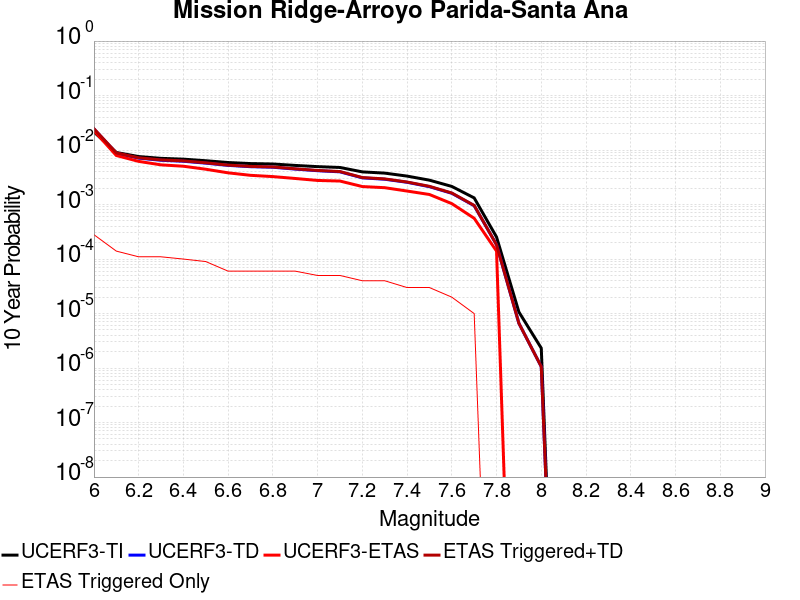 Mission Ridge-Arroyo Parida-Santa Ana
10 0
10 -1
10 -2
10 -3
10 -4
10 -5
10 -6
10 -7
10 -8
10 Year Probability
6 6.2 6.4 6.6 6.8 7 7.2 7.4 7.6 7.8 8 8.2 8.4 8.6 8.8 9
Magnitude
UCERF3-TI UCERF3-TD UCERF3-ETAS ETAS Triggered+TD
ETAS Triggered Only